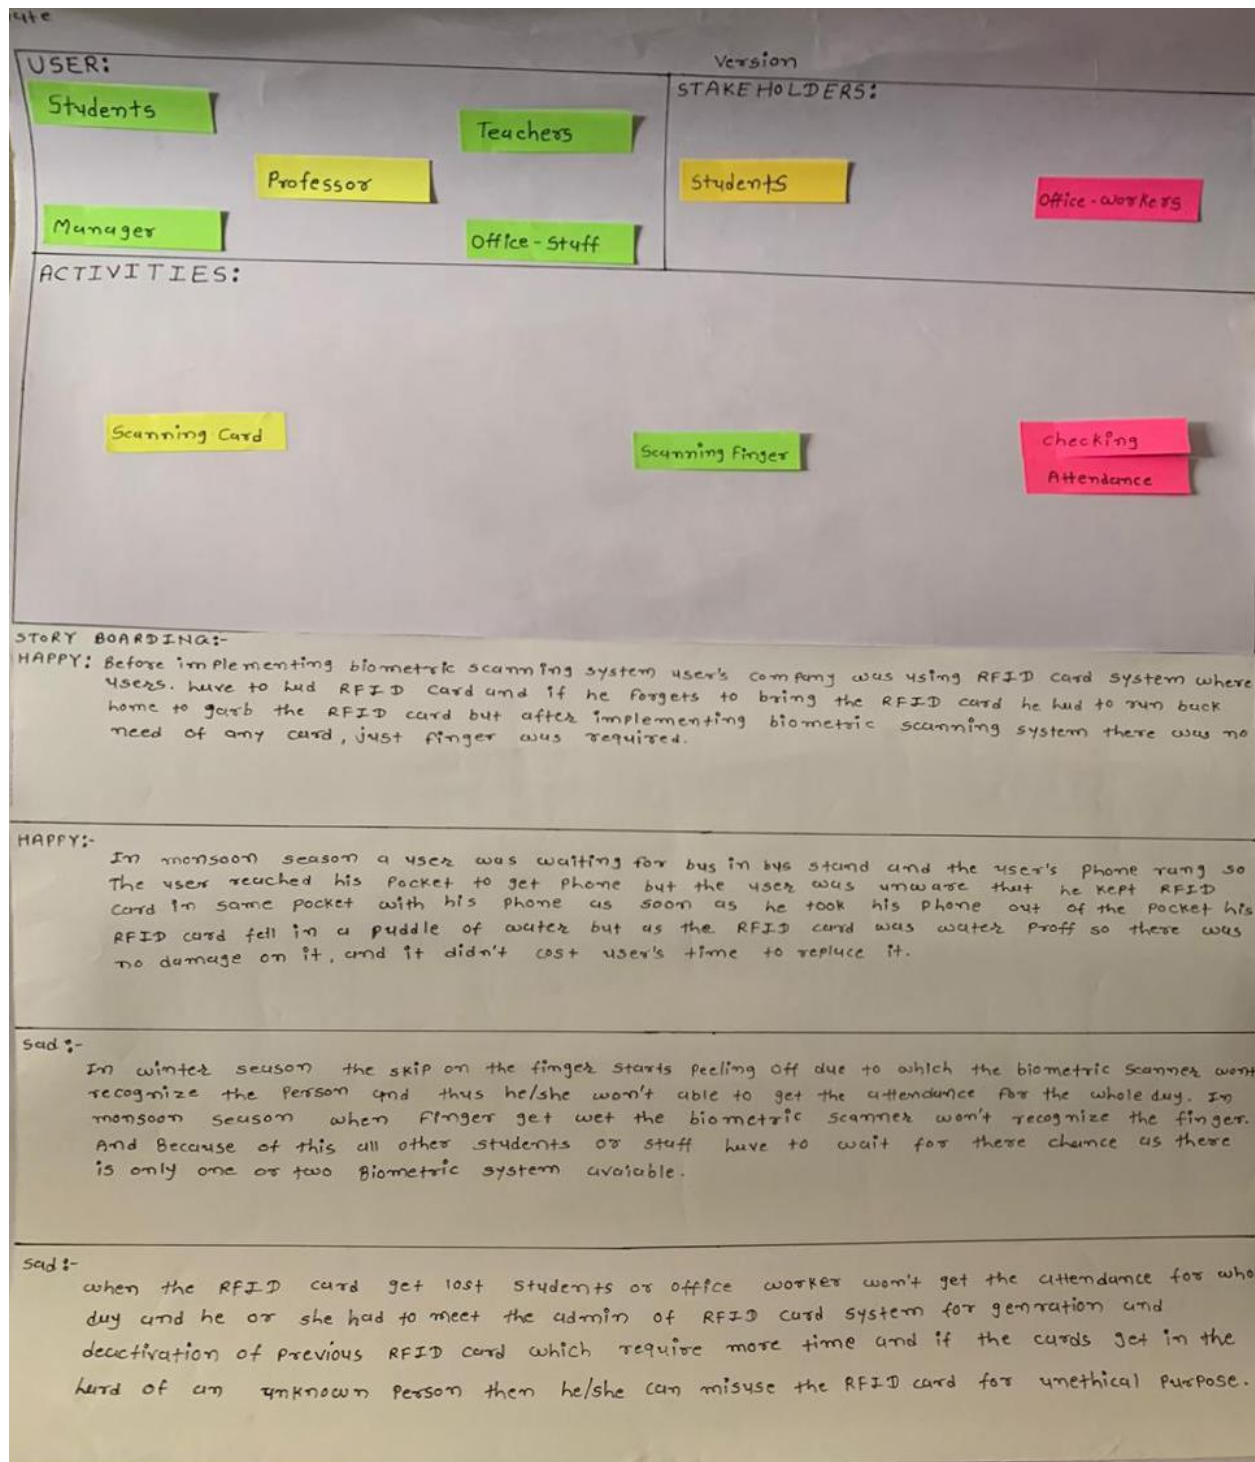 USER:
Version
STAKEHOLDERS:
Students
Teachers
Professor
Students
Office-workers
Manager
Office-Staff
ACTIVITIES:
Scanning Card
Scanning Finger
Checking
Attendance
STORY BOARDING:-
HAPPY: Before implementing biometric scanning system user's company was using RFID card system where
users. have to had RFID Card and if he forgets to bring the RFID card he had to run back
home to garb the RFID card but after implementing biometric scanning system there was no
need of any card, just finger was required.
HAPPY:-
In monsoon season a user was waiting for bus in bus stand and the user's phone rang so
The user reached his Pocket to get Phone but the user was unware that he kept RFID
Card in same pocket with his phone as soon as he took his phone out of the pocket his
RFID card fell in a puddle of water but as the RFID card was water Proff so there was
no damage on it, and it didn't cost user's time to replace it.
Sad :-
In winter season the skip on the finger starts peeling off due to which the biometric scanner wont
recognize the Person and thus he/she won't able to get the attendance for the whole day. In
monsoon seasom when Finger get wet the biometric scanner won't recognize the finger.
And Because of this all other students or staff have to wait for there chance as there
is only one or two Biometric system avaiable.
Sad :-
when the RFID card get lost students or office worker won't get the attendance for who
day and he or she had to meet the admin of RFID card system for genration and
deactivation of previous RFID card which require more time and if the cards get in the
hand of an unknown Person then he/she can misuse the RFID card for unethical Purpose.